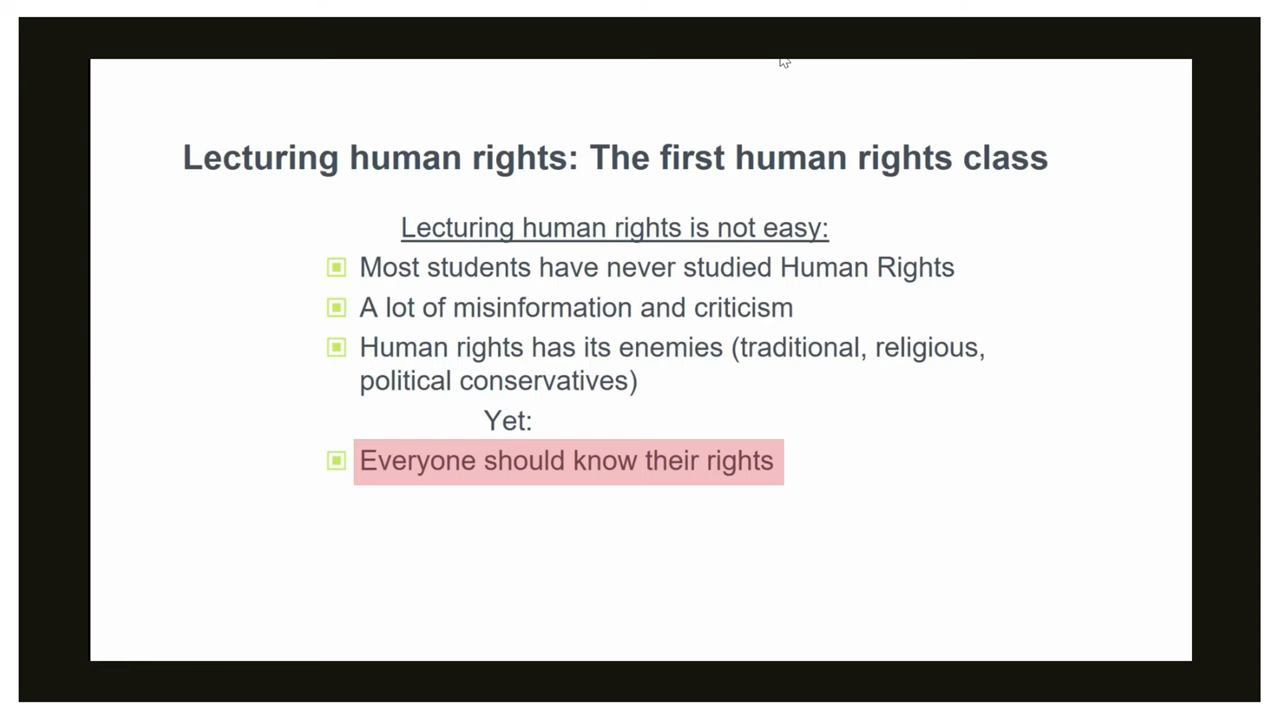 Lecturing human rights: The first human rights class
Lecturing human rights is not easy:
Most students have never studied Human Rights
A lot of misinformation and criticism
Human rights has its enemies (traditional, religious,
political conservatives)
Yet:
Everyone should know their rights